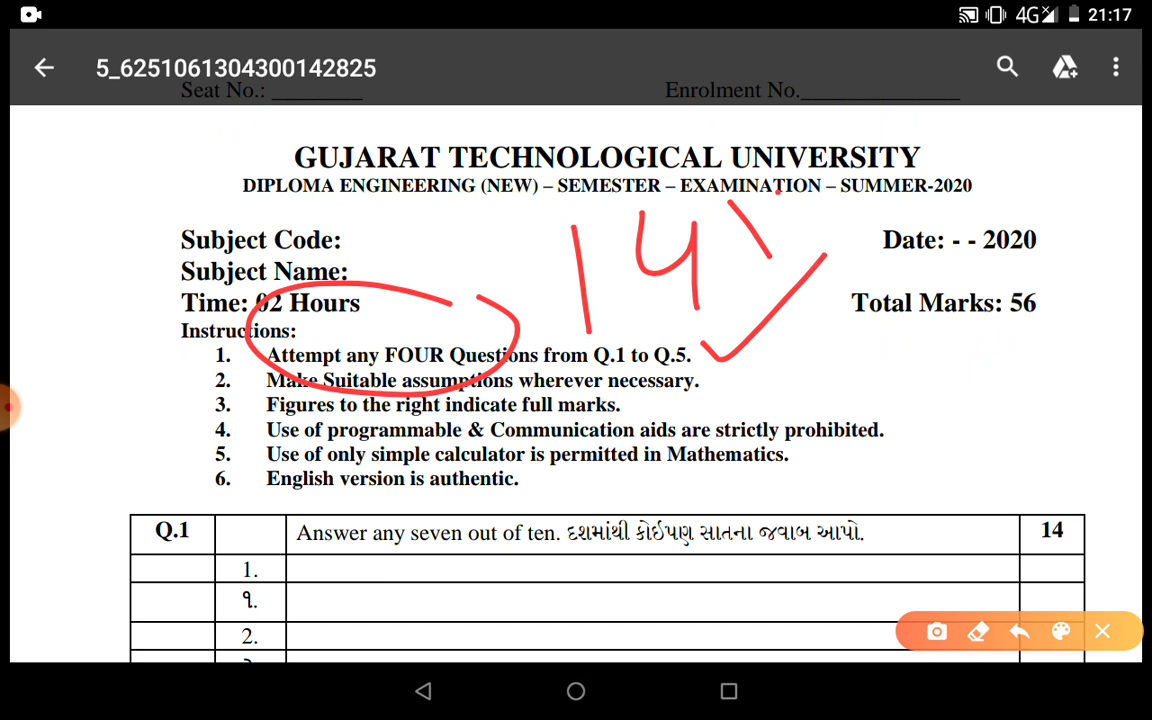 4G 21:17
5_6251061304300142825
Seat No.: ________ Enrolment No._______________
GUJARAT TECHNOLOGICAL UNIVERSITY
DIPLOMA ENGINEERING (NEW) – SEMESTER – EXAMINATION – SUMMER-2020
Subject Code: Date: - - 2020
Subject Name:
Time: 02 Hours Total Marks: 56
14
Instructions:
1. Attempt any FOUR Questions from Q.1 to Q.5.
2. Make Suitable assumptions wherever necessary.
3. Figures to the right indicate full marks.
4. Use of programmable & Communication aids are strictly prohibited.
5. Use of only simple calculator is permitted in Mathematics.
6. English version is authentic.
Q.1 Answer any seven out of ten. દશમાંથી કોઇપણ સાતના જવાબ આપો. 14
1.
૧.
2.